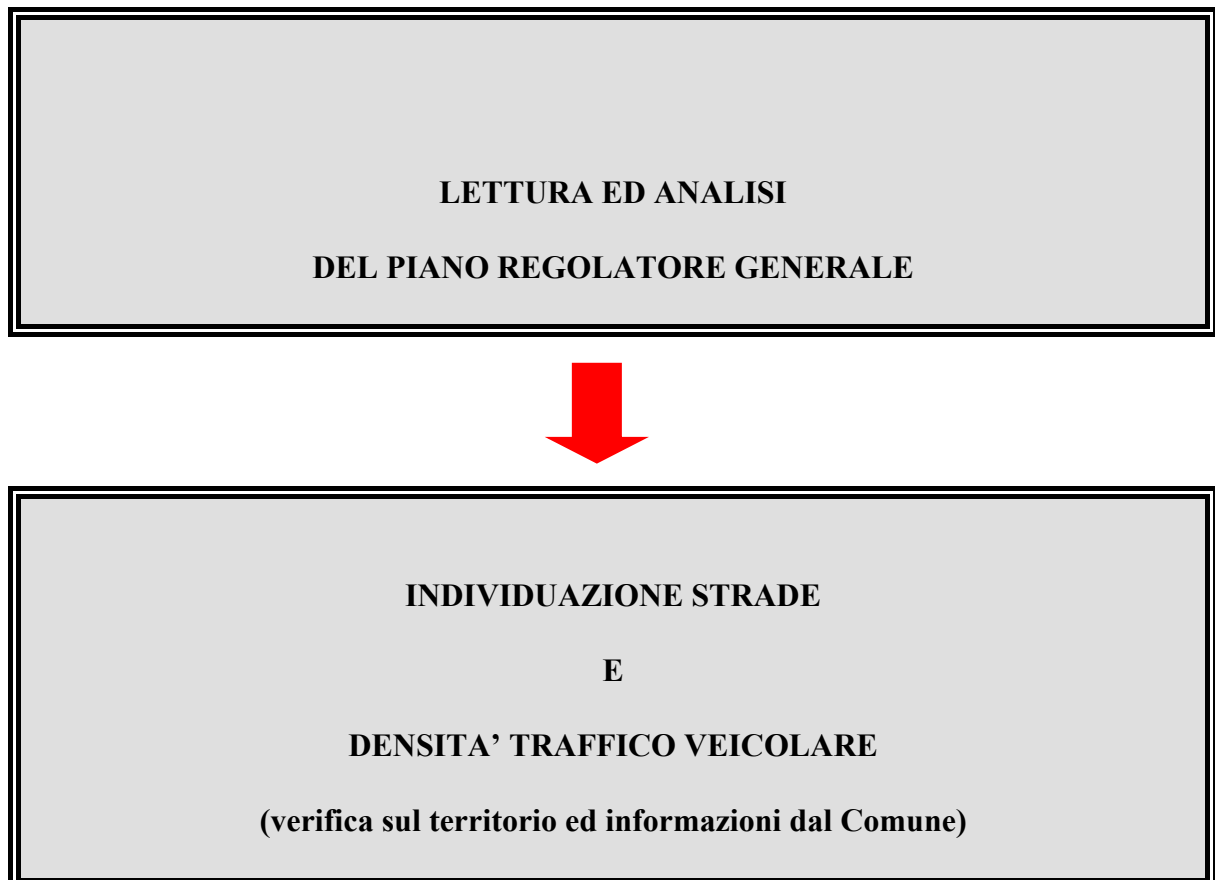 LETTURA ED ANALISI
DEL PIANO REGOLATORE GENERALE
INDIVIDUAZIONE STRADE
E
DENSITA’ TRAFFICO VEICOLARE
(verifica sul territorio ed informazioni dal Comune)